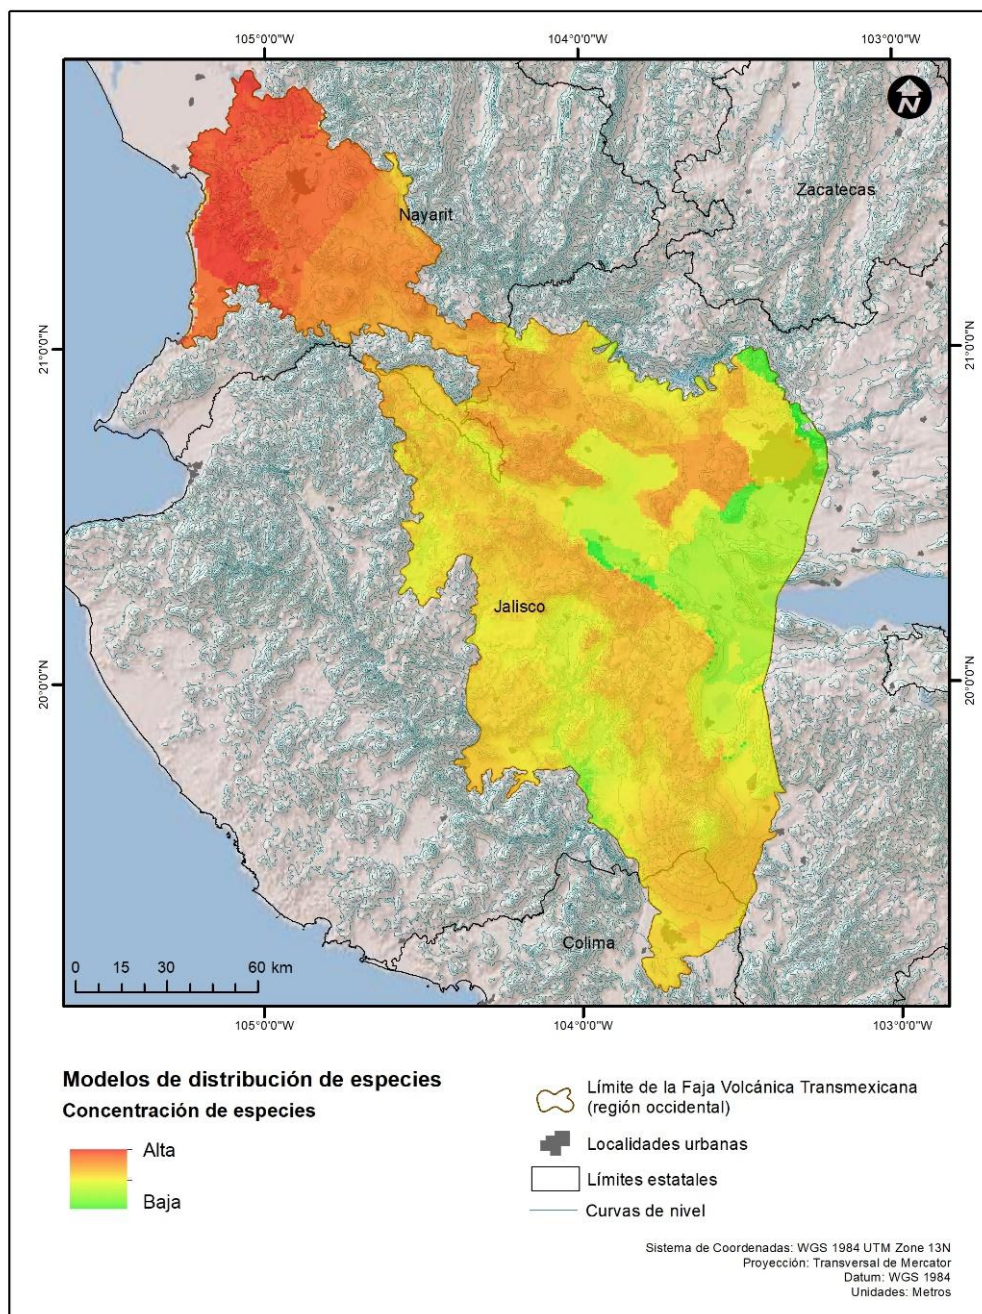 105°0'0"W 104°0'0"W 103°0'0"W
N
Zacatecas
Nayarit
21°0'0"N 21°0'0"N
Jalisco
20°0'0"N 20°0'0"N
Colima
0 15 30 60 km
105°0'0"W 104°0'0"W 103°0'0"W
Modelos de distribución de especies
Concentración de especies
Alta
Baja
Límite de la Faja Volcánica Transmexicana
(región occidental)
Localidades urbanas
Límites estatales
Curvas de nivel
Sistema de Coordenadas: WGS 1984 UTM Zone 13N
Proyección: Transversal de Mercator
Datum: WGS 1984
Unidades: Metros